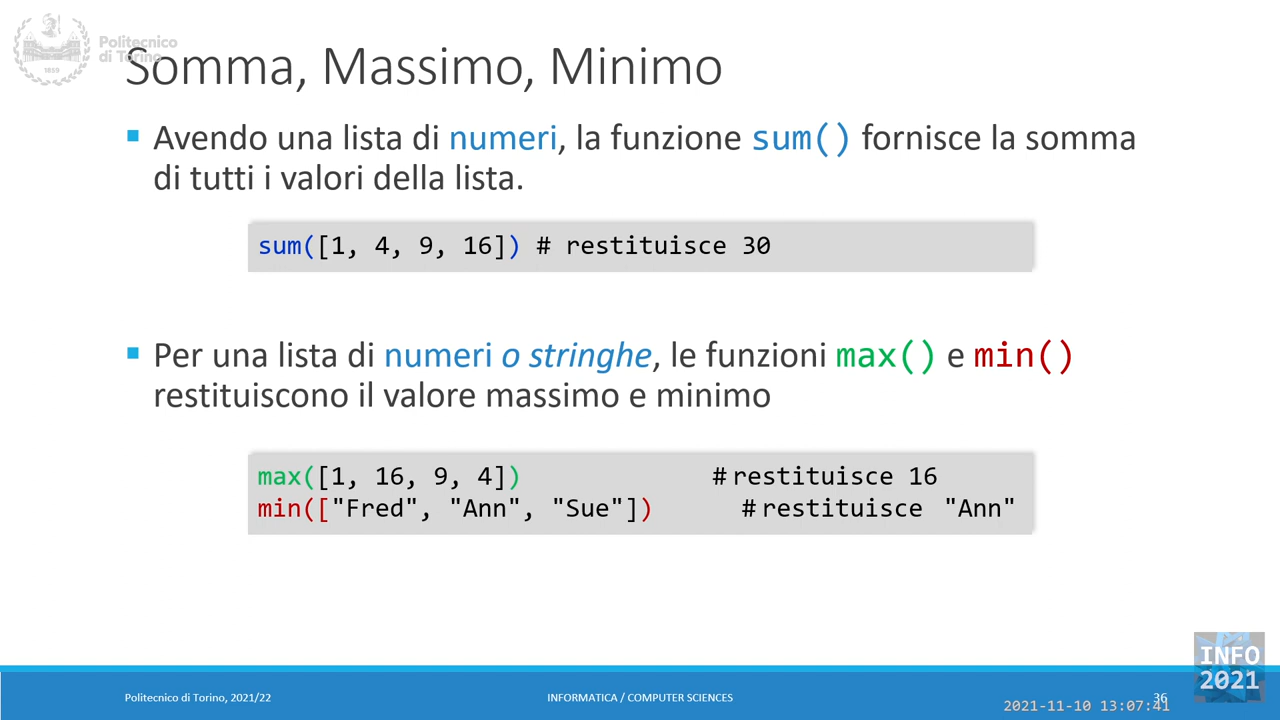 Politecnico
di Torino
1859
Somma, Massimo, Minimo
Avendo una lista di numeri, la funzione sum() fornisce la somma
di tutti i valori della lista.
sum([1, 4, 9, 16]) # restituisce 30
Per una lista di numeri o stringhe, le funzioni max() e min()
restituiscono il valore massimo e minimo
max([1, 16, 9, 4]) #restituisce 16
min(["Fred", "Ann", "Sue"]) #restituisce "Ann"
INFO
2021
Politecnico di Torino, 2021/22
INFORMATICA / COMPUTER SCIENCES
36
2021-11-10 13:07:41